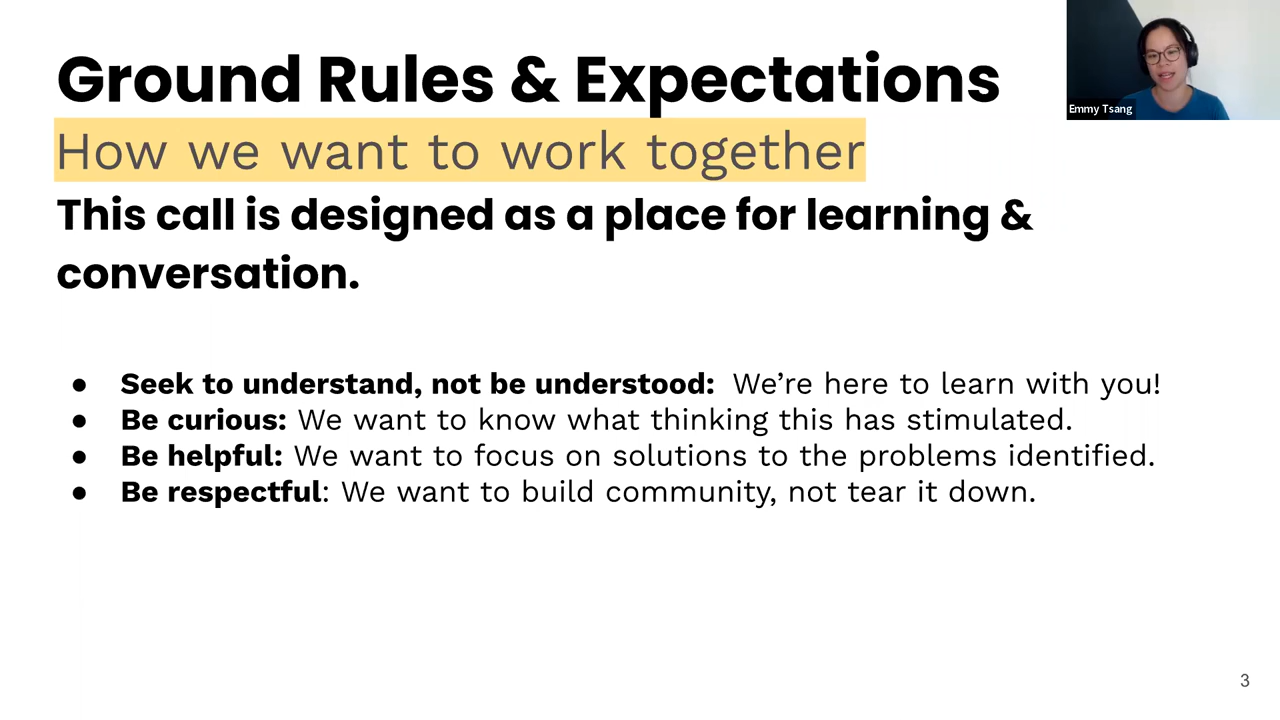 Ground Rules & Expectations
How we want to work together
This call is designed as a place for learning &
conversation.
● Seek to understand, not be understood: We’re here to learn with you!
● Be curious: We want to know what thinking this has stimulated.
● Be helpful: We want to focus on solutions to the problems identified.
● Be respectful: We want to build community, not tear it down.
Emmy Tsang
3